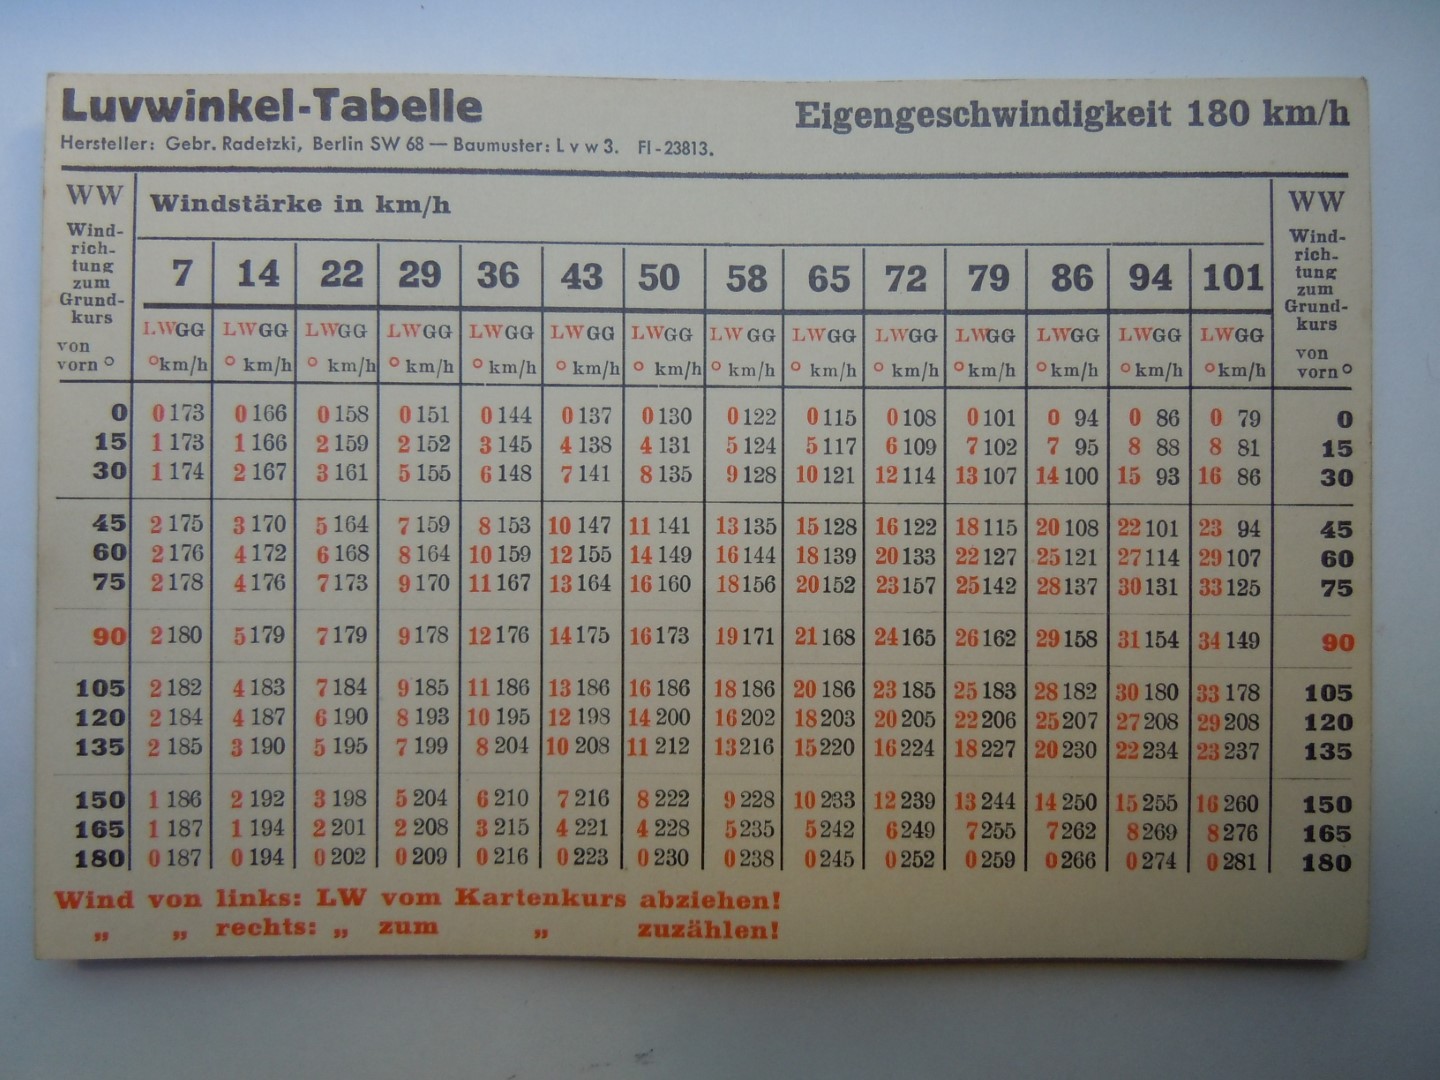 Luvwinkel-Tabelle Eigengeschwindigkeit 180 km/h
Hersteller: Gebr. Radetzki, Berlin SW 68 — Baumuster: L v w 3. Fl-23813.
WW Windstärke in km/h WW
Wind-
rich-
tung
zum
Grund-
kurs
von
vorn °
Wind-
rich-
tung
zum
Grund-
kurs
von
vorn °
7 14 22 29 36 43 50 58 65 72 79 86 94 101
LW GG LW GG LW GG LW GG LW GG LW GG LW GG LW GG LW GG LW GG LW GG LW GG LW GG LW GG
° km/h ° km/h ° km/h ° km/h ° km/h ° km/h ° km/h ° km/h ° km/h ° km/h ° km/h ° km/h ° km/h ° km/h
0 0 173 0 166 0 158 0 151 0 144 0 137 0 130 0 122 0 115 0 108 0 101 0 94 0 86 0 79 0
15 1 173 1 166 2 159 2 152 3 145 4 138 4 131 5 124 5 117 6 109 7 102 7 95 8 88 8 81 15
30 1 174 2 167 3 161 5 155 6 148 7 141 8 135 9 128 10 121 12 114 13 107 14 100 15 93 16 86 30
45 2 175 3 170 5 164 7 159 8 153 10 147 11 141 13 135 15 128 16 122 18 115 20 108 22 101 23 94 45
60 2 176 4 172 6 168 8 164 10 159 12 155 14 149 16 144 18 139 20 133 22 127 25 121 27 114 29 107 60
75 2 178 4 176 7 173 9 170 11 167 13 164 16 160 18 156 20 152 23 157 25 142 28 137 30 131 33 125 75
90 2 180 5 179 7 179 9 178 12 176 14 175 16 173 19 171 21 168 24 165 26 162 29 158 31 154 34 149 90
105 2 182 4 183 7 184 9 185 11 186 13 186 16 186 18 186 20 186 23 185 25 183 28 182 30 180 33 178 105
120 2 184 4 187 6 190 8 193 10 195 12 198 14 200 16 202 18 203 20 205 22 206 25 207 27 208 29 208 120
135 2 185 3 190 5 195 7 199 8 204 10 208 11 212 13 216 15 220 16 224 18 227 20 230 22 234 23 237 135
150 1 186 2 192 3 198 5 204 6 210 7 216 8 222 9 228 10 233 12 239 13 244 14 250 15 255 16 260 150
165 1 187 1 194 2 201 2 208 3 215 4 221 4 228 5 235 5 242 6 249 7 255 7 262 8 269 8 276 165
180 0 187 0 194 0 202 0 209 0 216 0 223 0 230 0 238 0 245 0 252 0 259 0 266 0 274 0 281 180
Wind von links: LW vom Kartenkurs abziehen!
„ „ rechts: „ zum „ zuzählen!